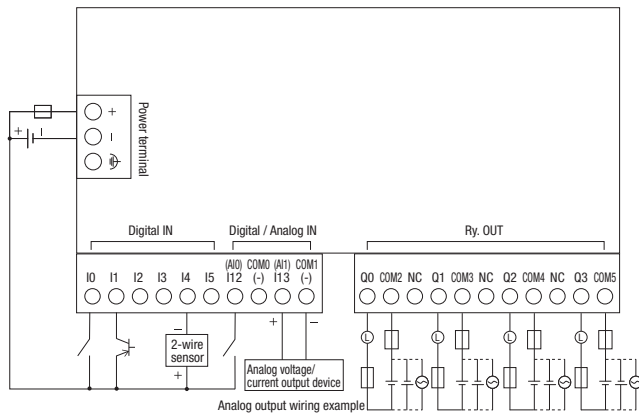 +
−
Power terminal
+ −
Digital IN Digital / Analog IN Ry. OUT
(AI0) COM0 (AI1) COM1
I0 I1 I2 I3 I4 I5 I12 (-) I13 (-)
Q0 COM2 NC Q1 COM3 NC Q2 COM4 NC Q3 COM5
−
2-wire
sensor
+
+ −
Analog voltage/
current output device
L L L L
Analog output wiring example